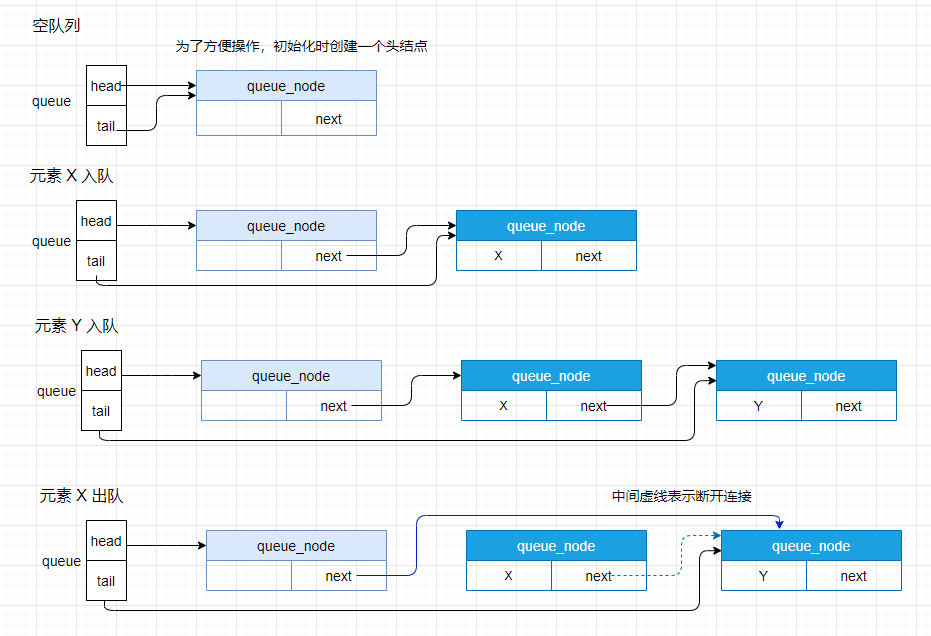 空队列
为了方便操作，初始化时创建一个头结点
head
queue_node
queue
tail
next
元素 X 入队
head
queue_node
queue_node
queue
tail
next
X
next
元素 Y 入队
head
queue_node
queue_node
queue_node
queue
tail
next
X
next
Y
next
元素 X 出队
中间虚线表示断开连接
head
queue_node
queue_node
queue_node
queue
tail
next
X
next
Y
next